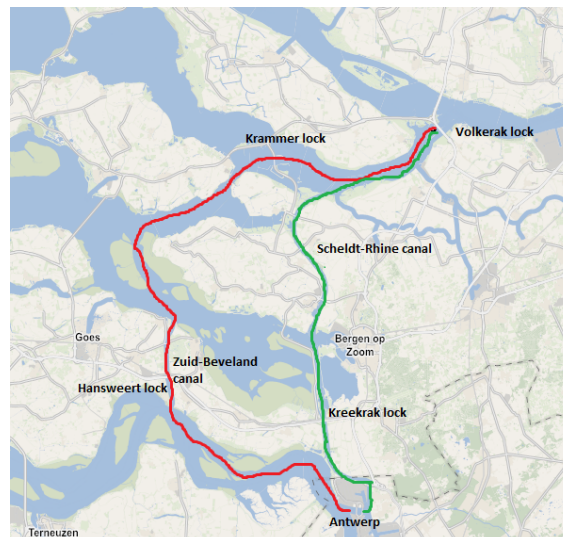 Volkerak lock
Krammer lock
Scheldt-Rhine canal
Goes
Bergen op
Zoom
Zuid-Beveland
canal
Hansweert lock
Kreekrak lock
Antwerp
Terneuzen